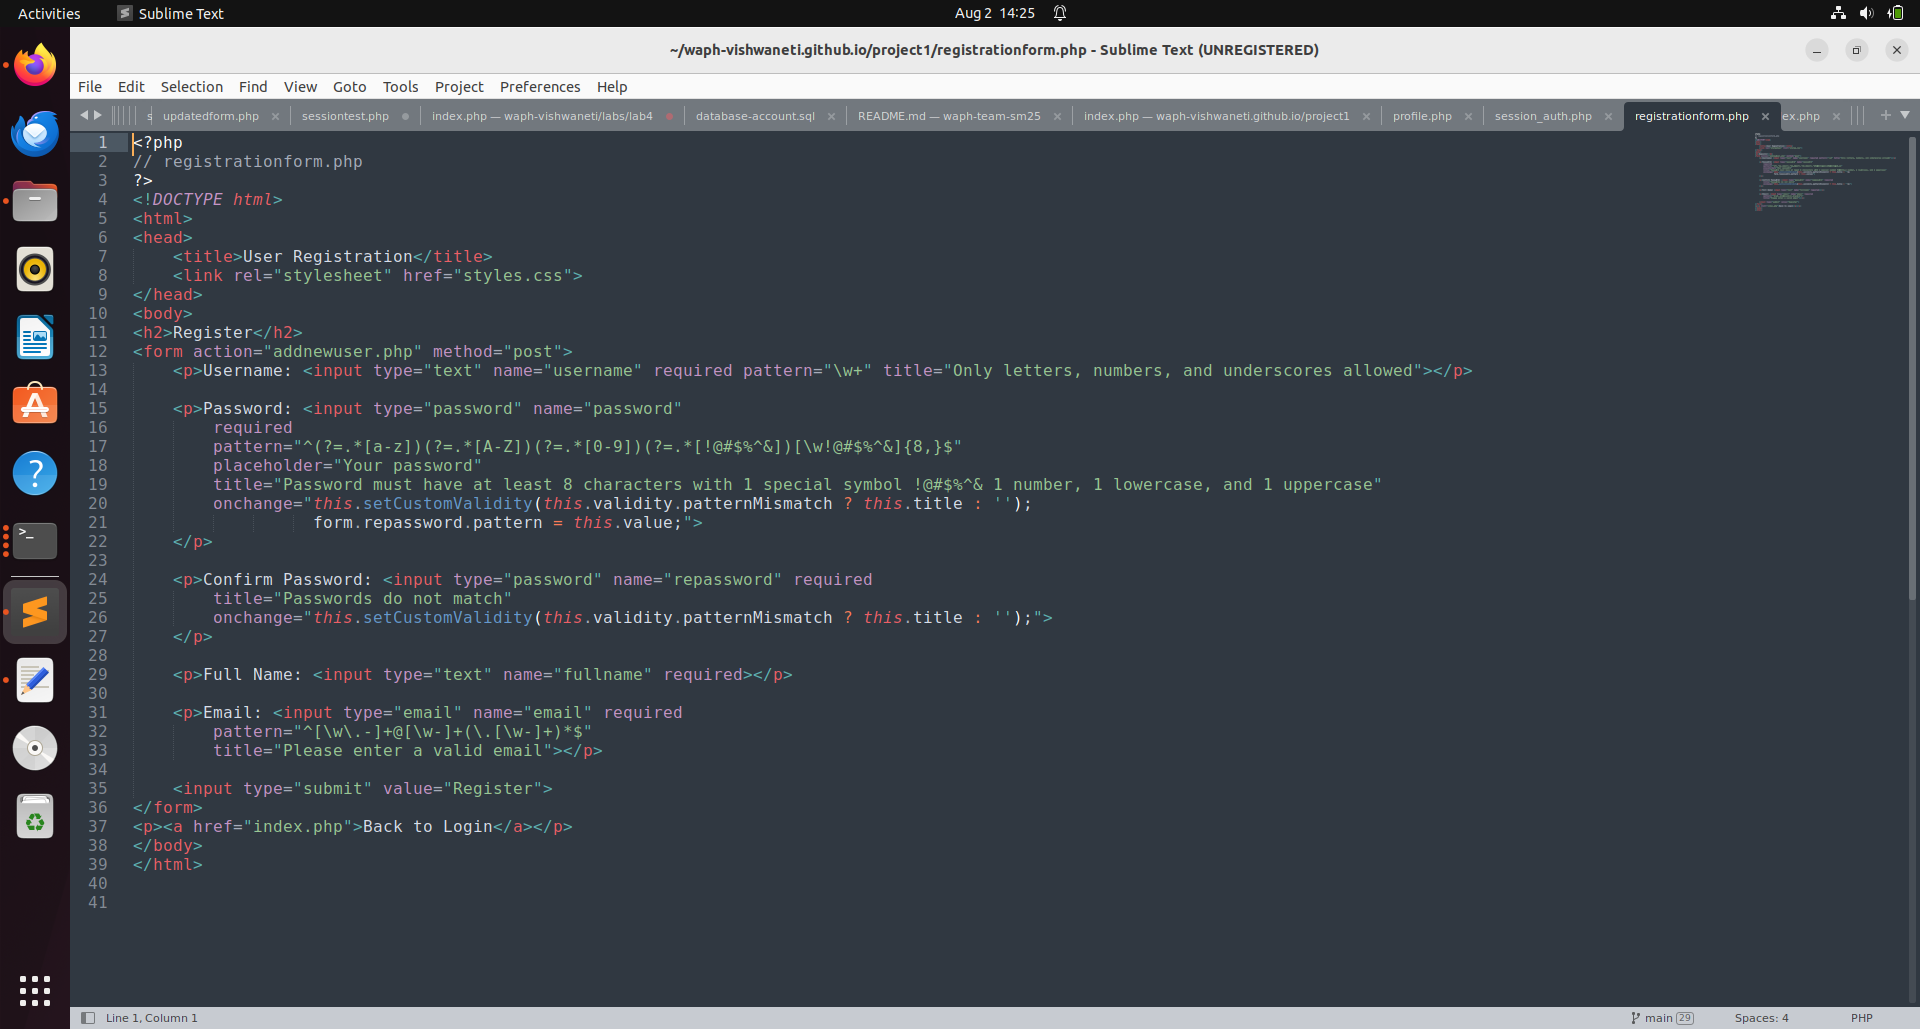 Activities Sublime Text Aug 2 14:25
~/waph-vishwaneti.github.io/project1/registrationform.php - Sublime Text (UNREGISTERED)
File Edit Selection Find View Goto Tools Project Preferences Help
s updatedform.php sessiontest.php index.php — waph-vishwaneti/labs/lab4 database-account.sql README.md — waph-team-sm25 index.php — waph-vishwaneti.github.io/project1 profile.php session_auth.php registrationform.php ex.php
1 <?php
2 // registrationform.php
3 ?>
4 <!DOCTYPE html>
5 <html>
6 <head>
7 <title>User Registration</title>
8 <link rel="stylesheet" href="styles.css">
9 </head>
10 <body>
11 <h2>Register</h2>
12 <form action="addnewuser.php" method="post">
13 <p>Username: <input type="text" name="username" required pattern="\w+" title="Only letters, numbers, and underscores allowed"></p>
14
15 <p>Password: <input type="password" name="password"
16 required
17 pattern="^(?=.*[a-z])(?=.*[A-Z])(?=.*[0-9])(?=.*[!@#$%^&])[\w!@#$%^&]{8,}$"
18 placeholder="Your password"
19 title="Password must have at least 8 characters with 1 special symbol !@#$%^& 1 number, 1 lowercase, and 1 uppercase"
20 onchange="this.setCustomValidity(this.validity.patternMismatch ? this.title : '');
21 form.repassword.pattern = this.value;">
22 </p>
23
24 <p>Confirm Password: <input type="password" name="repassword" required
25 title="Passwords do not match"
26 onchange="this.setCustomValidity(this.validity.patternMismatch ? this.title : '');">
27 </p>
28
29 <p>Full Name: <input type="text" name="fullname" required></p>
30
31 <p>Email: <input type="email" name="email" required
32 pattern="^[\w\.-]+@[\w-]+(\.[\w-]+)*$"
33 title="Please enter a valid email"></p>
34
35 <input type="submit" value="Register">
36 </form>
37 <p><a href="index.php">Back to Login</a></p>
38 </body>
39 </html>
40
41
Line 1, Column 1 main 29 Spaces: 4 PHP